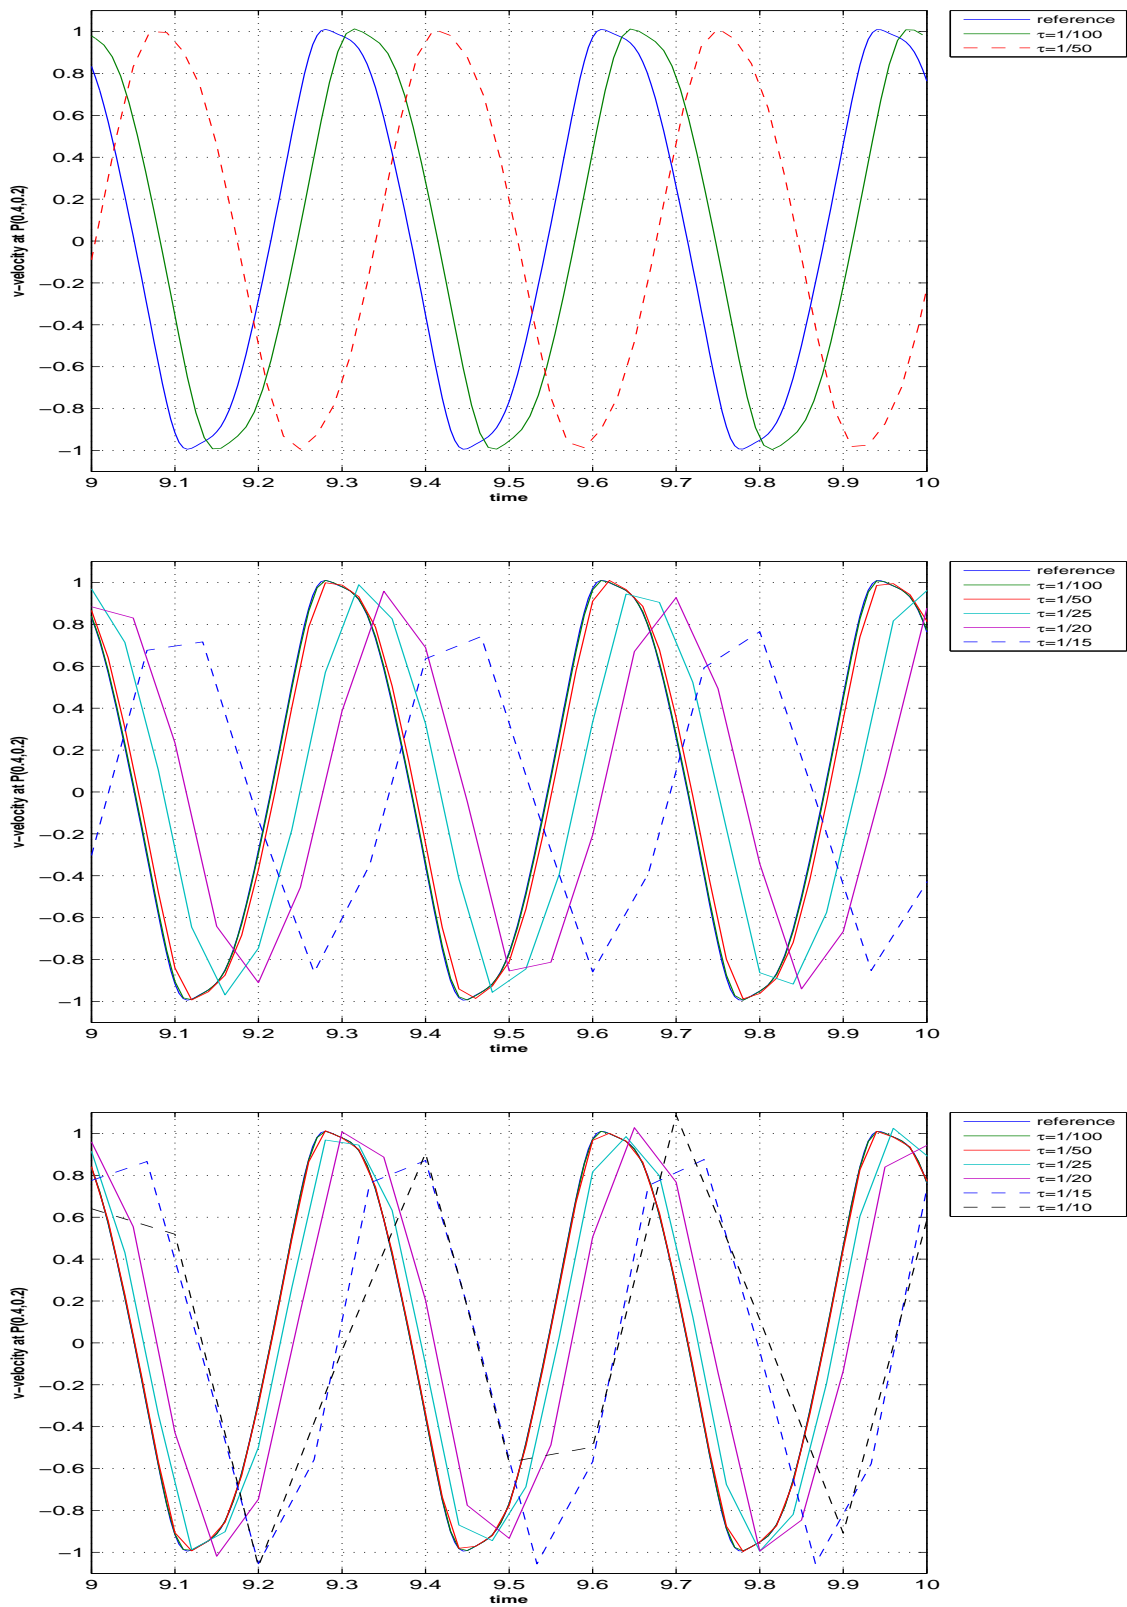 reference
τ=1/100
τ=1/50
1
0.8
0.6
0.4
0.2
0
−0.2
−0.4
−0.6
−0.8
−1
v−velocity at P(0.4,0.2)
9 9.1 9.2 9.3 9.4 9.5 9.6 9.7 9.8 9.9 10
time
reference
τ=1/100
τ=1/50
τ=1/25
τ=1/20
τ=1/15
1
0.8
0.6
0.4
0.2
0
−0.2
−0.4
−0.6
−0.8
−1
v−velocity at P(0.4,0.2)
9 9.1 9.2 9.3 9.4 9.5 9.6 9.7 9.8 9.9 10
time
reference
τ=1/100
τ=1/50
τ=1/25
τ=1/20
τ=1/15
τ=1/10
1
0.8
0.6
0.4
0.2
0
−0.2
−0.4
−0.6
−0.8
−1
v−velocity at P(0.4,0.2)
9 9.1 9.2 9.3 9.4 9.5 9.6 9.7 9.8 9.9 10
time